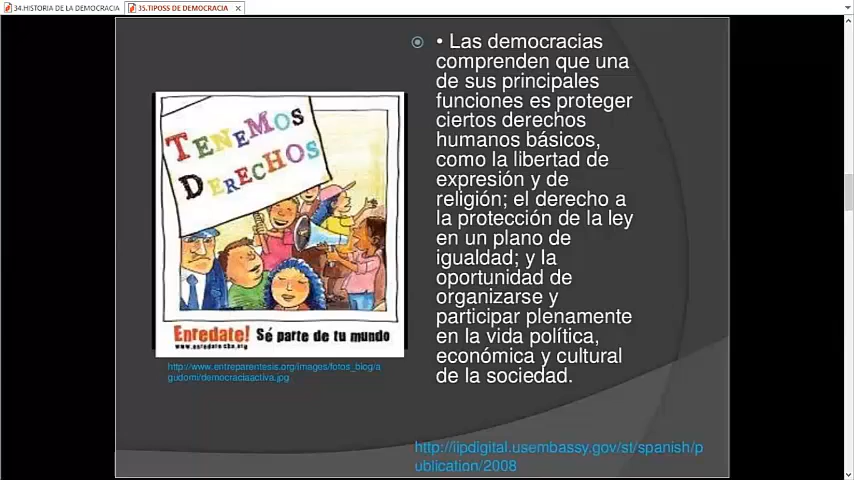 34.HISTORIA DE LA DEMOCRACIA
35.TIPOSS DE DEMOCRACIA
TENEMOS
DERECHOS
Enredate! Sé parte de tu mundo
www.enredate.org
http://www.entreparentesis.org/images/fotos_blog/a
gudomi/democraciaactiva.jpg
• Las democracias
comprenden que una
de sus principales
funciones es proteger
ciertos derechos
humanos básicos,
como la libertad de
expresión y de
religión; el derecho a
la protección de la ley
en un plano de
igualdad; y la
oportunidad de
organizarse y
participar plenamente
en la vida política,
económica y cultural
de la sociedad.
http://iipdigital.usembassy.gov/st/spanish/p
ublication/2008